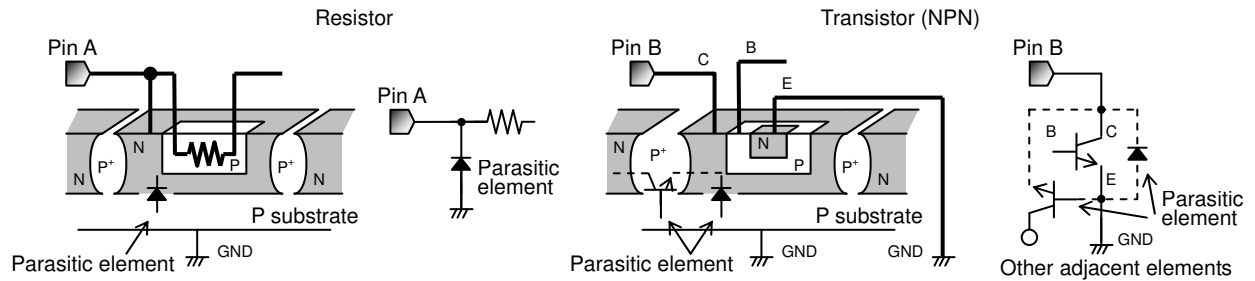 Resistor
Transistor (NPN)
Pin A
Pin B
C
B
E
Pin B
Pin A
N
P+
N
P
P+
N
Parasitic
element
P substrate
GND
Parasitic element
N
P+
N
P
P+
N
P substrate
GND
GND
Parasitic element
B
C
E
Parasitic
element
GND
Other adjacent elements